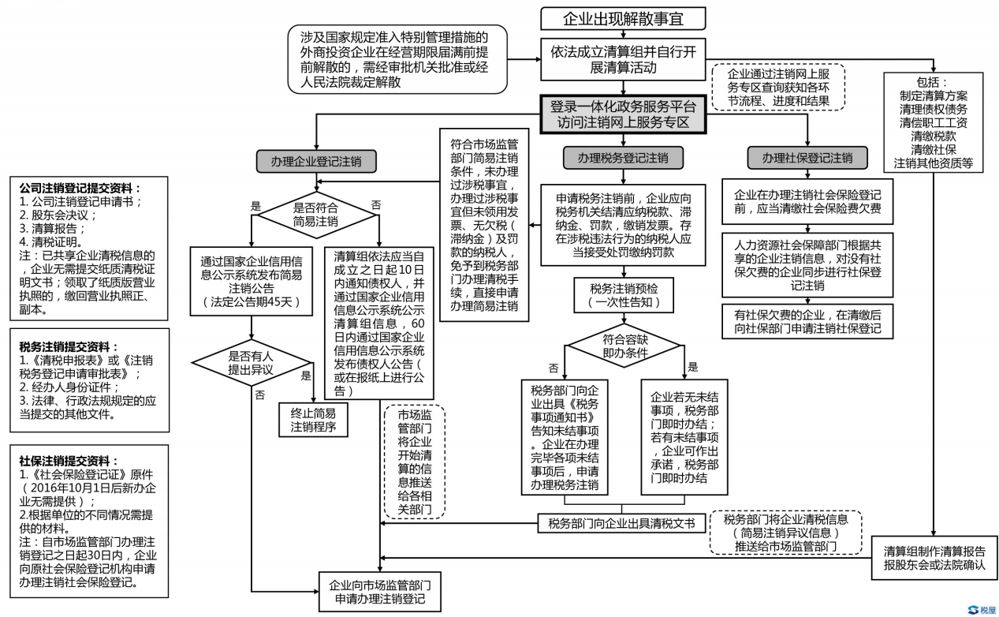 企业出现解散事宜
涉及国家规定准入特别管理措施的
外商投资企业在经营期限届满前提
前解散的，需经审批机关批准或经
人民法院裁定解散
依法成立清算组并自行开
展清算活动
企业通过注销网上服
务专区查询获知各环
节流程、进度和结果
包括：
制定清算方案
清理债权债务
清偿职工工资
清缴税款
清缴社保
注销其他资质等
登录一体化政务服务平台
访问注销网上服务专区
办理企业登记注销
办理税务登记注销
办理社保登记注销
公司注销登记提交资料：
1. 公司注销登记申请书；
2. 股东会决议；
3. 清算报告；
4. 清税证明。
注：已共享企业清税信息的
，企业无需提交纸质清税证
明文书；领取了纸质版营业
执照的，缴回营业执照正、
副本。
税务注销提交资料：
1.《清税申报表》或《注销
税务登记申请审批表》；
2. 经办人身份证件；
3. 法律、行政法规规定的应
当提交的其他文件。
社保注销提交资料：
1.《社会保险登记证》原件
（2016年10月1日后新办企
业无需提供）；
2.根据单位的不同情况需提
供的材料。
注：自市场监管部门办理注
销登记之日起30日内，企业
向原社会保险登记机构申请
办理注销社会保险登记。
是否符合
简易注销
是
否
通过国家企业信用信
息公示系统发布简易
注销公告
（法定公告期45天）
是否有人
提出异议
是
否
终止简易
注销程序
清算组依法应当自
成立之日起10日
内通知债权人，并
通过国家企业信用
信息公示系统公示
清算组信息，60
日内通过国家企业
信用信息公示系统
发布债权人公告（
或在报纸上进行公
告）
市场监
管部门
将企业
开始清
算的信
息推送
给各相
关部门
符合市场监管
部门简易注销
条件，未办理
过涉税事宜，
办理过涉税事
宜但未领用发
票、无欠税（
滞纳金）及罚
款的纳税人，
免予到税务部
门办理清税手
续，直接申请
办理简易注销
申请税务注销前，企业应向
税务机关结清应纳税款、滞
纳金、罚款，缴销发票。存
在涉税违法行为的纳税人应
当接受处罚缴纳罚款
税务注销预检
（一次性告知）
符合容缺
即办条件
否
是
税务部门向企
业出具《税务
事项通知书》
告知未结事项
。企业在办理
完毕各项未结
事项后，申请
办理税务注销
企业若无未结
事项，税务部
门即时办结；
若有未结事项
，企业可作出
承诺，税务部
门即时办结
税务部门向企业出具清税文书
企业在办理注销社会保险登记
前，应当清缴社会保险费欠费
人力资源社会保障部门根据共
享的企业注销信息，对没有社
保欠费的企业同步进行社保登
记注销
有社保欠费的企业，在清缴后
向社保部门申请注销社保登记
税务部门将企业清税信息
（简易注销异议信息）
推送给市场监管部门
清算组制作清算报告
报股东会或法院确认
企业向市场监管部门
申请办理注销登记
税屋